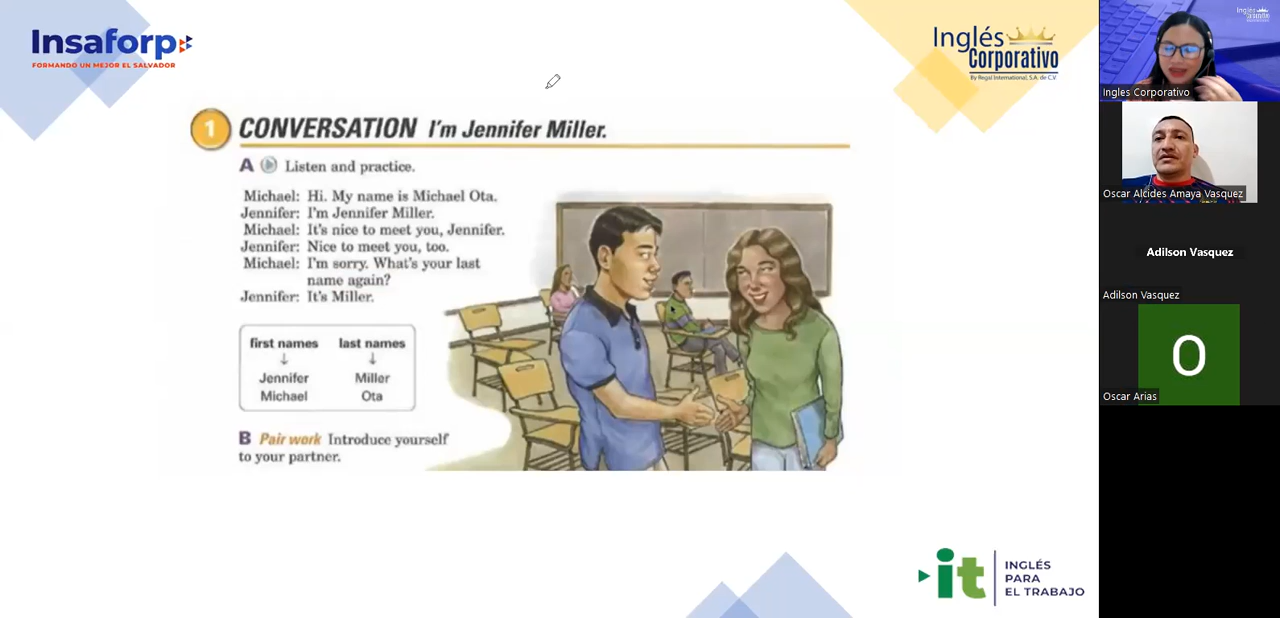 Insaforp
FORMANDO UN MEJOR EL SALVADOR
Inglés
Corporativo
By Regal International, S.A. de C.V.
1 CONVERSATION I'm Jennifer Miller.
A Listen and practice.
Michael: Hi. My name is Michael Ota.
Jennifer: I'm Jennifer Miller.
Michael: It's nice to meet you, Jennifer.
Jennifer: Nice to meet you, too.
Michael: I'm sorry. What's your last
name again?
Jennifer: It's Miller.
first names last names
Jennifer Miller
Michael Ota
B Pair work Introduce yourself
to your partner.
it INGLÉS
PARA
EL TRABAJO
Ingles Corporativo
Oscar Alcides Amaya Vasquez
Adilson Vasquez
Adilson Vasquez
O
Oscar Arias